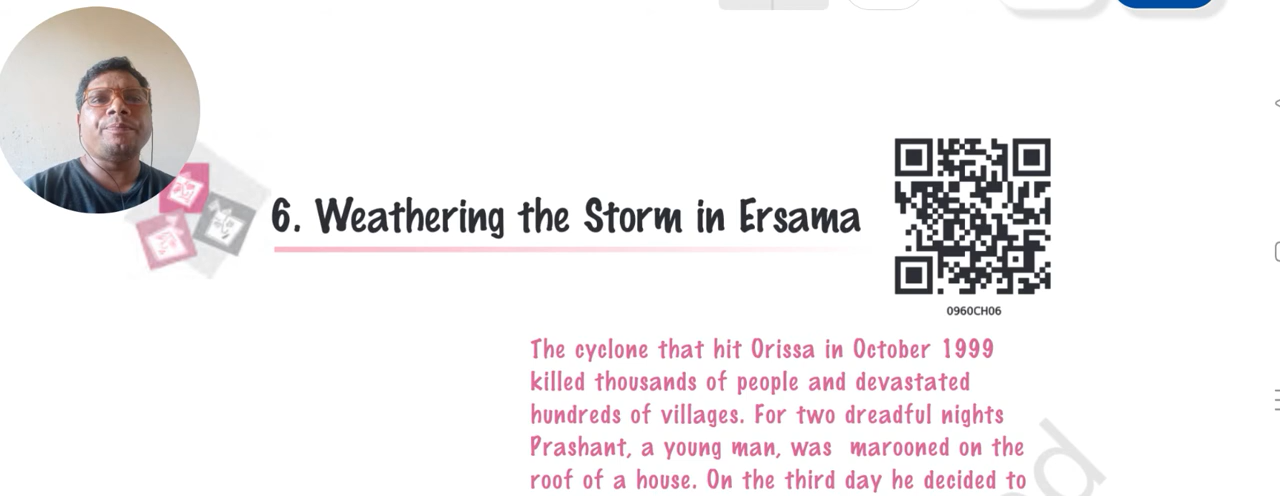 6. Weathering the Storm in Ersama
0960CH06
The cyclone that hit Orissa in October 1999
killed thousands of people and devastated
hundreds of villages. For two dreadful nights
Prashant, a young man, was marooned on the
roof of a house. On the third day he decided to